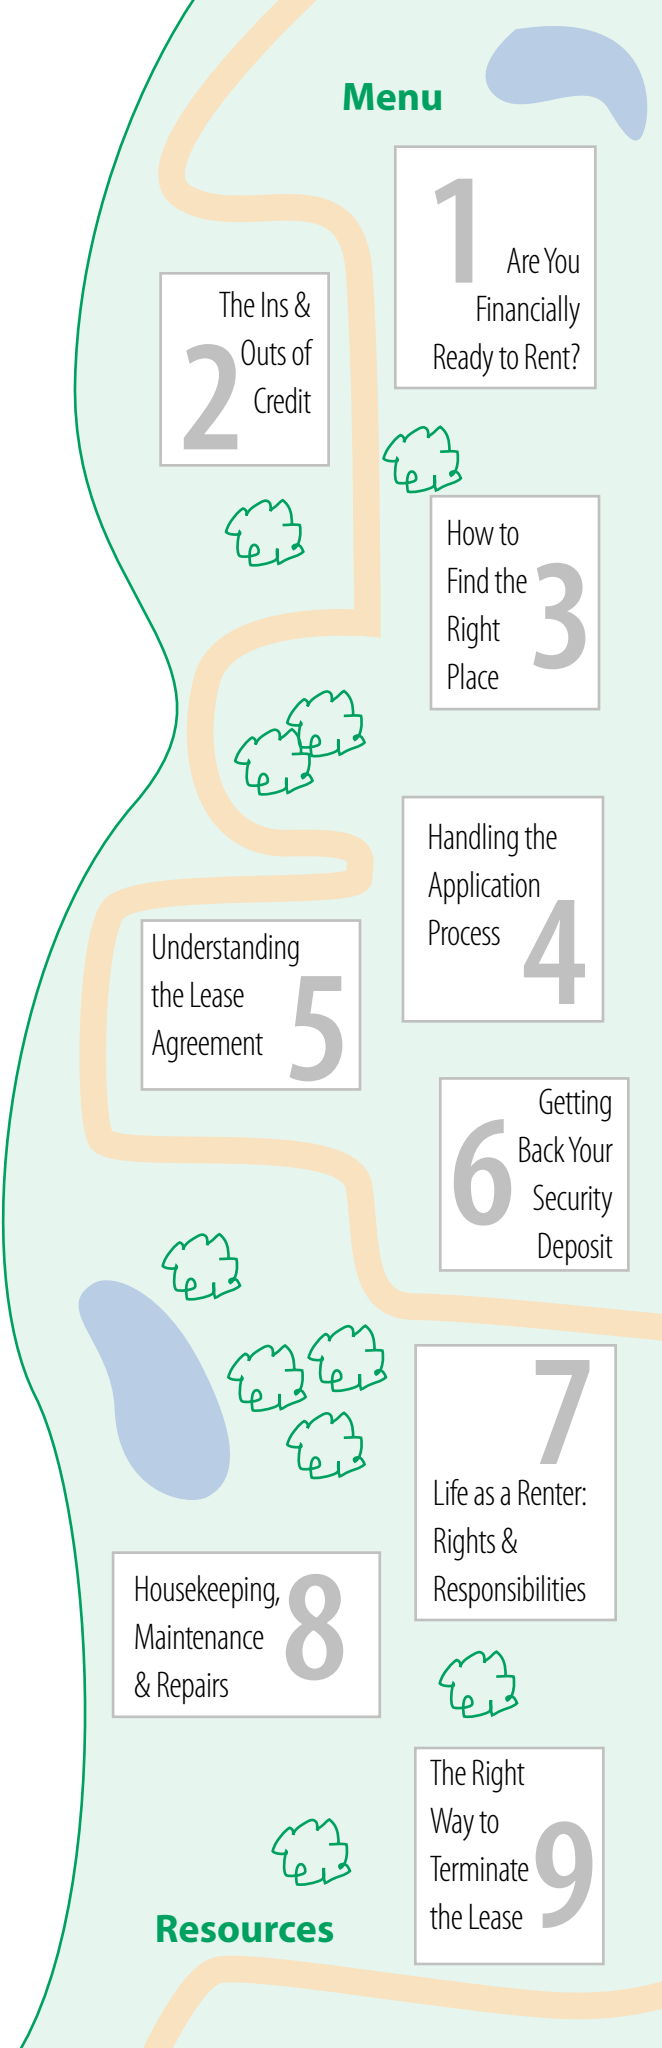 Menu
1
Are You
Financially
Ready to Rent?
2
The Ins &
Outs of
Credit
How to
Find the
Right
Place
3
Handling the
Application
Process
4
Understanding
the Lease
Agreement
5
6
Getting
Back Your
Security
Deposit
7
Life as a Renter:
Rights &
Responsibilities
Housekeeping,
Maintenance
& Repairs
8
The Right
Way to
Terminate
the Lease
9
Resources